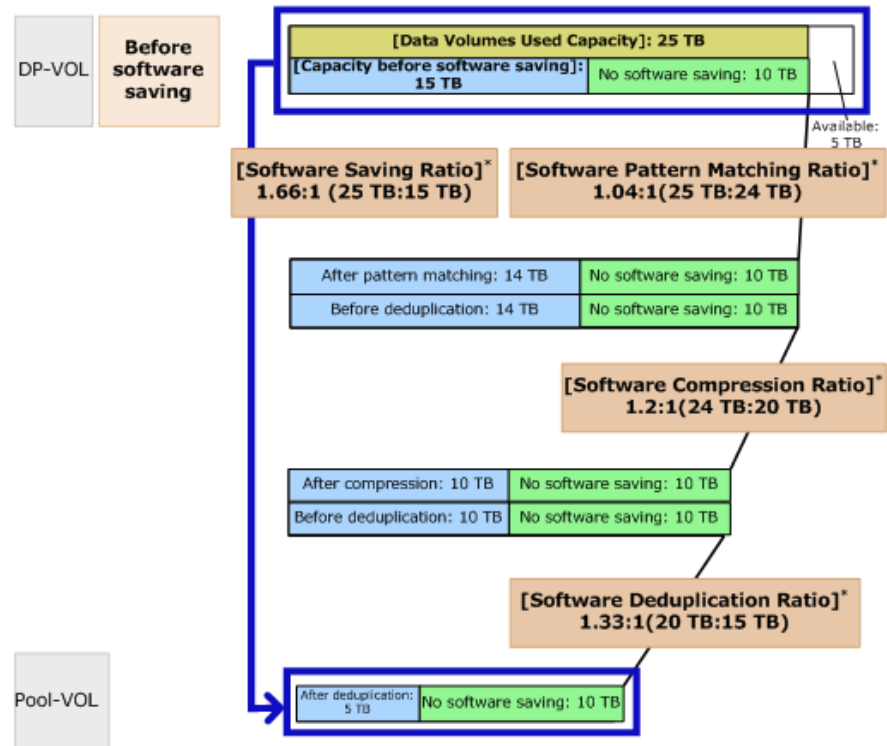 DP-VOL
Before
software
saving
[Data Volumes Used Capacity]: 25 TB
[Capacity before software saving]:
15 TB
No software saving: 10 TB
Available:
5 TB
[Software Saving Ratio]*
1.66:1 (25 TB:15 TB)
[Software Pattern Matching Ratio]*
1.04:1(25 TB:24 TB)
After pattern matching: 14 TB
No software saving: 10 TB
Before deduplication: 14 TB
No software saving: 10 TB
[Software Compression Ratio]*
1.2:1(24 TB:20 TB)
After compression: 10 TB
No software saving: 10 TB
Before deduplication: 10 TB
No software saving: 10 TB
[Software Deduplication Ratio]*
1.33:1(20 TB:15 TB)
Pool-VOL
After deduplication:
5 TB
No software saving: 10 TB